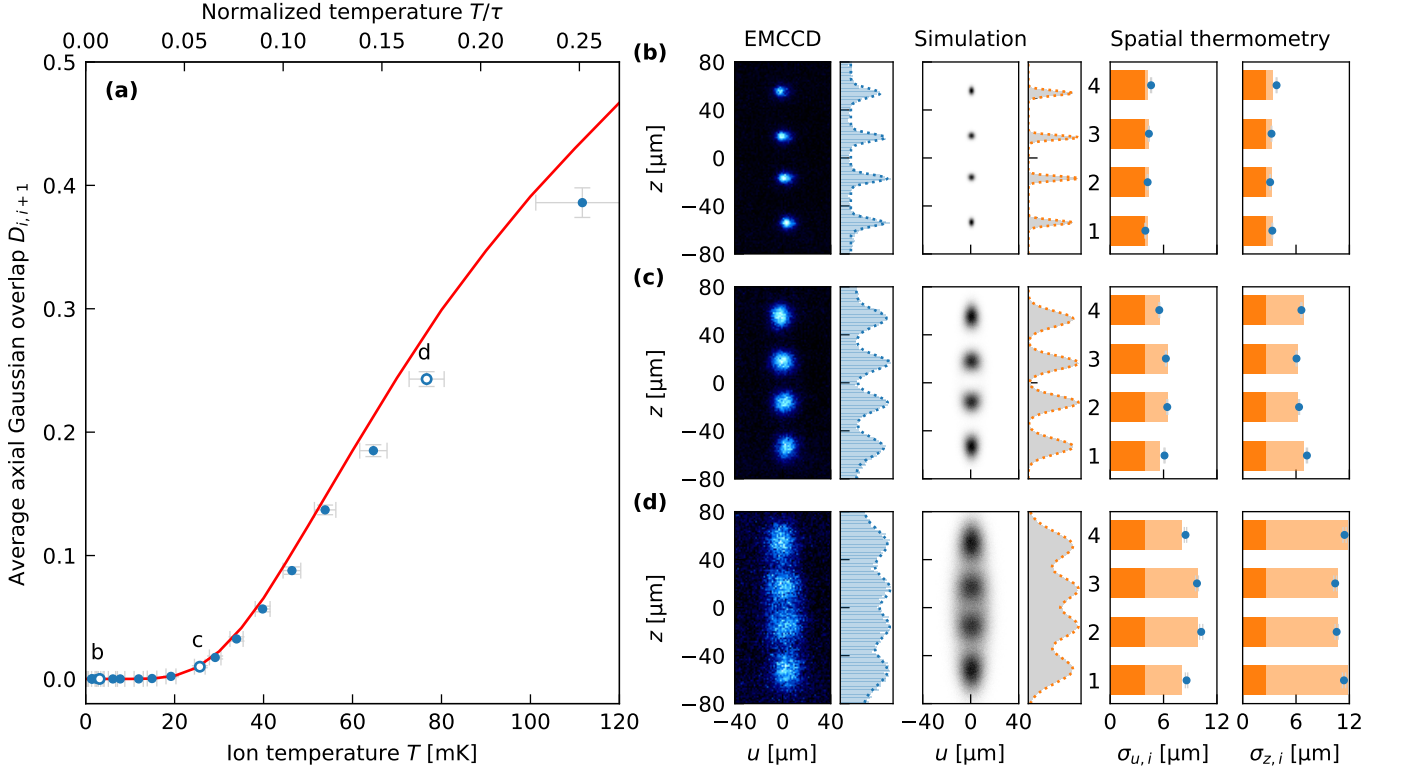 Normalized temperature T/τ
0.00 0.05 0.10 0.15 0.20 0.25
(a)
Average axial Gaussian overlap D_{i,i+1}
0.5
0.4
0.3
0.2
0.1
0.0
b
c
d
0 20 40 60 80 100 120
Ion temperature T [mK]
EMCCD Simulation Spatial thermometry
(b)
z [µm]
80
40
0
−40
−80
4
3
2
1
(c)
z [µm]
80
40
0
−40
−80
4
3
2
1
(d)
z [µm]
80
40
0
−40
−80
4
3
2
1
−40 0 40 −40 0 40 0 6 12 0 6 12
u [µm] u [µm] σ_{u,i} [µm] σ_{z,i} [µm]